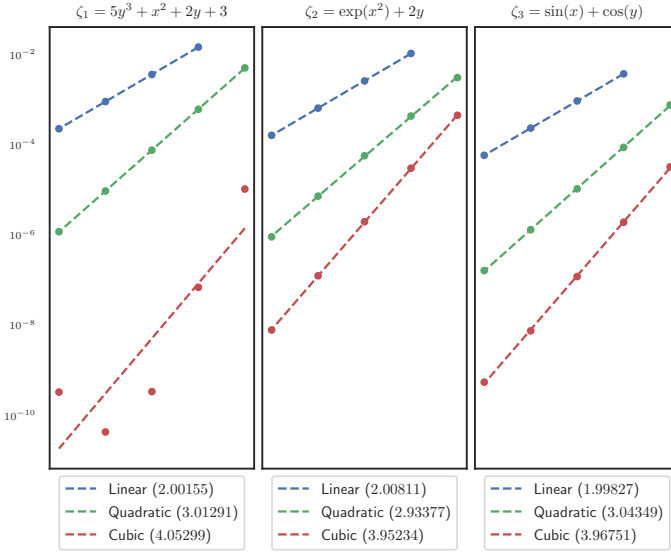 ζ₁ = 5y³ + x² + 2y + 3
ζ₂ = exp(x²) + 2y
ζ₃ = sin(x) + cos(y)
10⁻²
10⁻⁴
10⁻⁶
10⁻⁸
10⁻¹⁰
Linear (2.00155)
Quadratic (3.01291)
Cubic (4.05299)
Linear (2.00811)
Quadratic (2.93377)
Cubic (3.95234)
Linear (1.99827)
Quadratic (3.04349)
Cubic (3.96751)